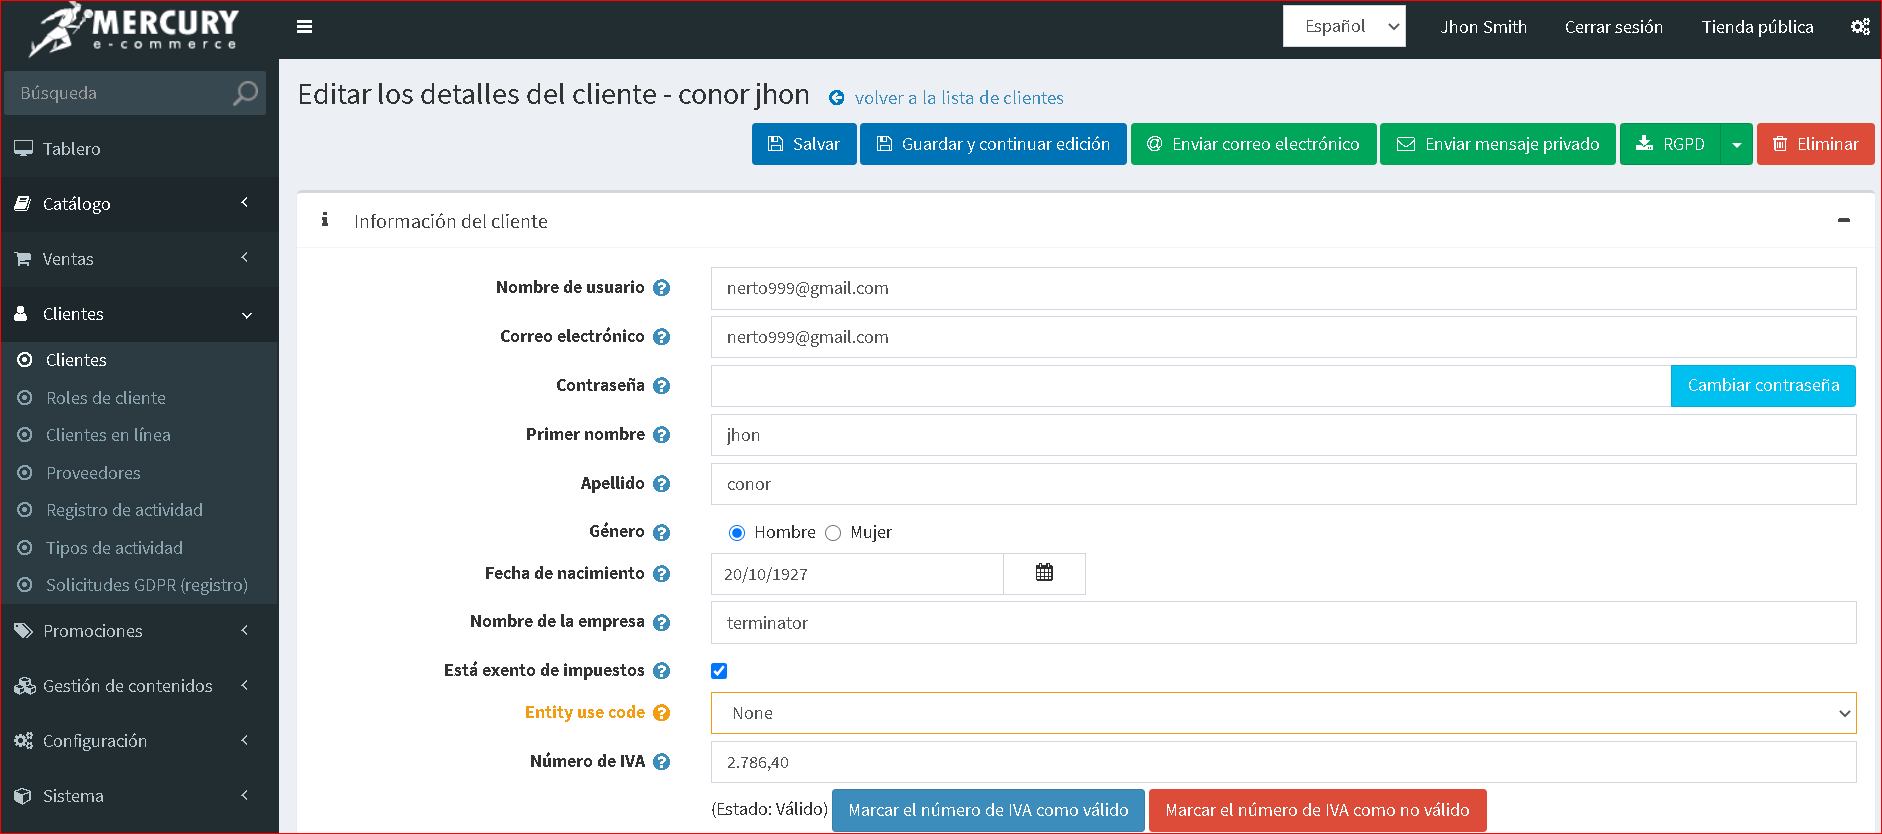 MERCURY
e-commerce
Español
Jhon Smith
Cerrar sesión
Tienda pública
Búsqueda
Tablero
Catálogo
Ventas
Clientes
Clientes
Roles de cliente
Clientes en línea
Proveedores
Registro de actividad
Tipos de actividad
Solicitudes GDPR (registro)
Promociones
Gestión de contenidos
Configuración
Sistema
Editar los detalles del cliente - conor jhon volver a la lista de clientes
Salvar
Guardar y continuar edición
@ Enviar correo electrónico
Enviar mensaje privado
RGPD
Eliminar
Información del cliente
Nombre de usuario ? nerto999@gmail.com
Correo electrónico ? nerto999@gmail.com
Contraseña ? Cambiar contraseña
Primer nombre ? jhon
Apellido ? conor
Género ? Hombre Mujer
Fecha de nacimiento ? 20/10/1927
Nombre de la empresa ? terminator
Está exento de impuestos ?
Entity use code ? None
Número de IVA ? 2.786,40
(Estado: Válido) Marcar el número de IVA como válido Marcar el número de IVA como no válido